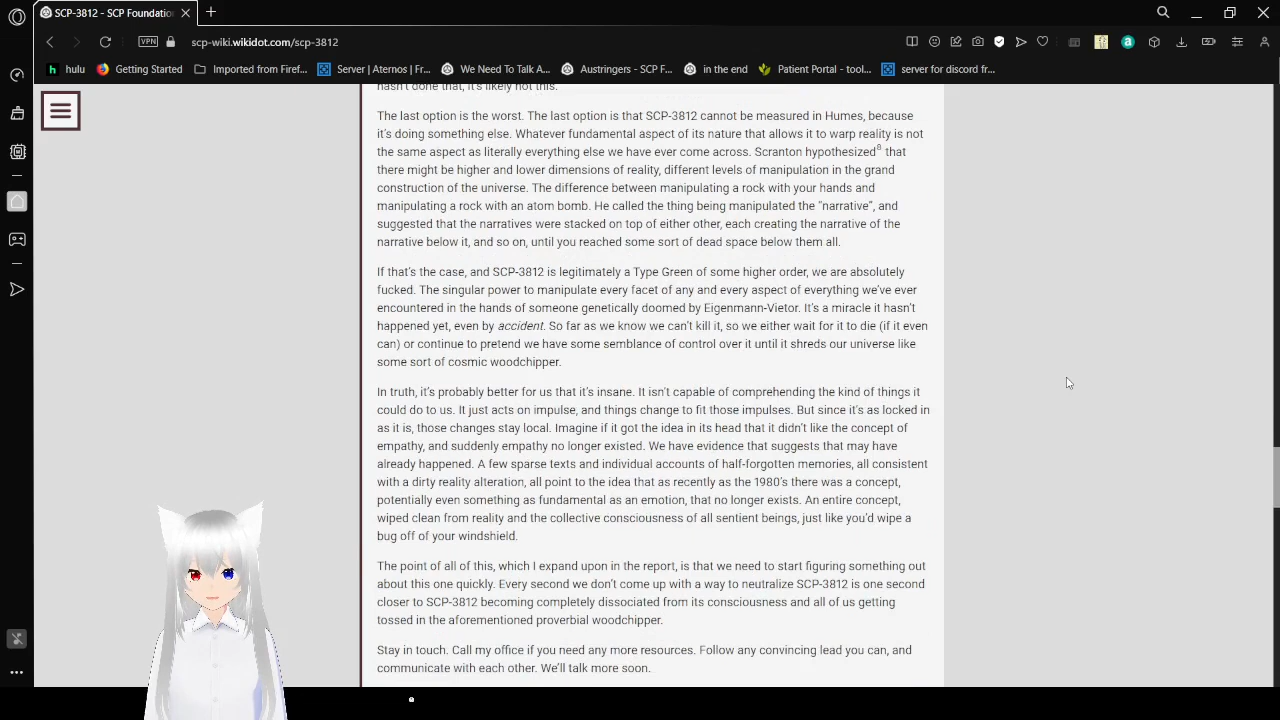 SCP-3812 - SCP Foundatio
VPN
scp-wiki.wikidot.com/scp-3812
hulu
Getting Started
Imported from Firef...
Server | Aternos | Fr...
We Need To Talk A...
Austringers - SCP F...
in the end
Patient Portal - tool...
server for discord fr...
hasn't done that, it's likely not this.
The last option is the worst. The last option is that SCP-3812 cannot be measured in Humes, because
it's doing something else. Whatever fundamental aspect of its nature that allows it to warp reality is not
the same aspect as literally everything else we have ever come across. Scranton hypothesized8 that
there might be higher and lower dimensions of reality, different levels of manipulation in the grand
construction of the universe. The difference between manipulating a rock with your hands and
manipulating a rock with an atom bomb. He called the thing being manipulated the "narrative", and
suggested that the narratives were stacked on top of either other, each creating the narrative of the
narrative below it, and so on, until you reached some sort of dead space below them all.
If that's the case, and SCP-3812 is legitimately a Type Green of some higher order, we are absolutely
fucked. The singular power to manipulate every facet of any and every aspect of everything we've ever
encountered in the hands of someone genetically doomed by Eigenmann-Vietor. It's a miracle it hasn't
happened yet, even by accident. So far as we know we can't kill it, so we either wait for it to die (if it even
can) or continue to pretend we have some semblance of control over it until it shreds our universe like
some sort of cosmic woodchipper.
In truth, it's probably better for us that it's insane. It isn't capable of comprehending the kind of things it
could do to us. It just acts on impulse, and things change to fit those impulses. But since it's as locked in
as it is, those changes stay local. Imagine if it got the idea in its head that it didn't like the concept of
empathy, and suddenly empathy no longer existed. We have evidence that suggests that may have
already happened. A few sparse texts and individual accounts of half-forgotten memories, all consistent
with a dirty reality alteration, all point to the idea that as recently as the 1980's there was a concept,
potentially even something as fundamental as an emotion, that no longer exists. An entire concept,
wiped clean from reality and the collective consciousness of all sentient beings, just like you'd wipe a
bug off of your windshield.
The point of all of this, which I expand upon in the report, is that we need to start figuring something out
about this one quickly. Every second we don't come up with a way to neutralize SCP-3812 is one second
closer to SCP-3812 becoming completely dissociated from its consciousness and all of us getting
tossed in the aforementioned proverbial woodchipper.
Stay in touch. Call my office if you need any more resources. Follow any convincing lead you can, and
communicate with each other. We'll talk more soon.